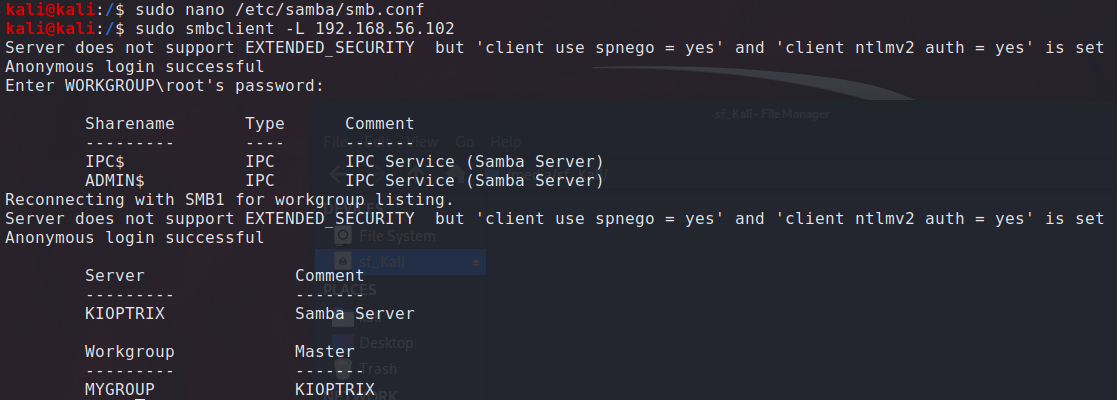 kali@kali:/$ sudo nano /etc/samba/smb.conf
kali@kali:/$ sudo smbclient -L 192.168.56.102
Server does not support EXTENDED_SECURITY  but 'client use spnego = yes' and 'client ntlmv2 auth = yes' is set
Anonymous login successful
Enter WORKGROUP\root's password:
sf_Kali - File Manager
Sharename       Type      Comment
---------       ----      -------
File Edit View Go Help
IPC$            IPC       IPC Service (Samba Server)
ADMIN$          IPC       IPC Service (Samba Server)
Reconnecting with SMB1 for workgroup listing.
DEVICES
Server does not support EXTENDED_SECURITY  but 'client use spnego = yes' and 'client ntlmv2 auth = yes' is set
Anonymous login successful
File System
sf_Kali
Server               Comment
---------            -------
PLACES
KIOPTRIX             Samba Server
Desktop
Workgroup            Master
---------            -------
Trash
MYGROUP              KIOPTRIX
NETWORK